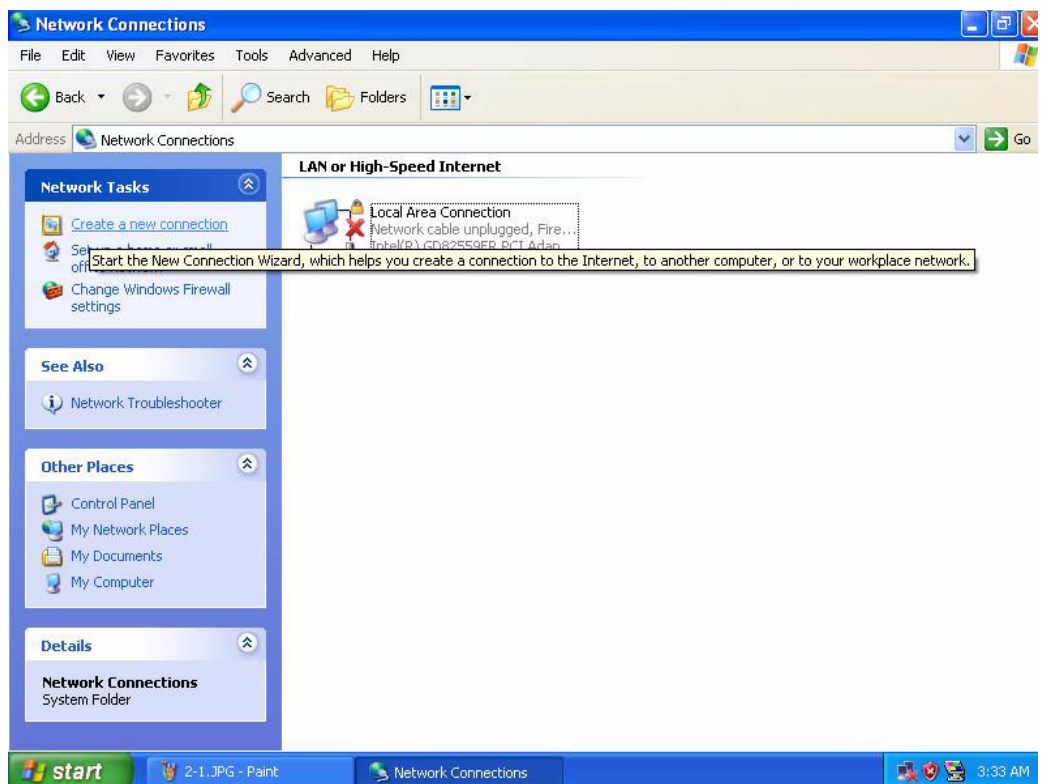 Network Connections
File Edit View Favorites Tools Advanced Help
Back Search Folders
Address Network Connections Go
Network Tasks
Create a new connection
Start the New Connection Wizard, which helps you create a connection to the Internet, to another computer, or to your workplace network.
Change Windows Firewall
settings
See Also
Network Troubleshooter
Other Places
Control Panel
My Network Places
My Documents
My Computer
Details
Network Connections
System Folder
LAN or High-Speed Internet
Local Area Connection
Network cable unplugged, Fire...
Intel(R) GD82559ER PCI Adap...
start 2-1.JPG - Paint Network Connections 3:33 AM